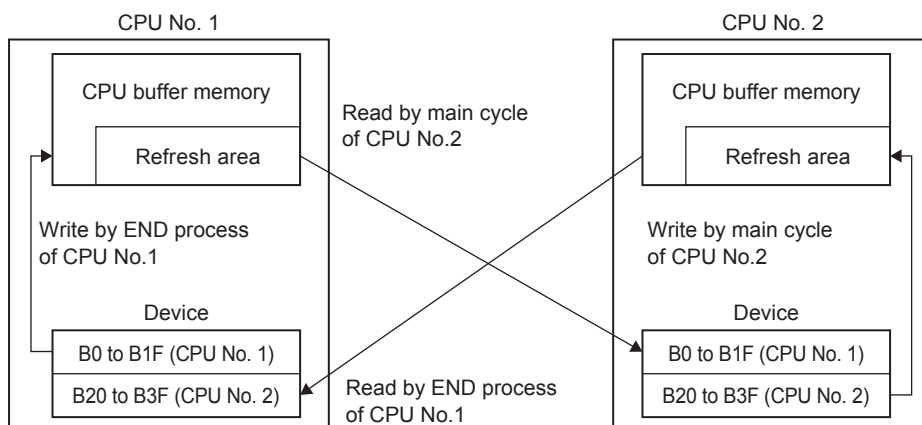 CPU No. 1
CPU No. 2
CPU buffer memory
Refresh area
Read by main cycle
of CPU No.2
CPU buffer memory
Refresh area
Write by END process
of CPU No.1
Write by main cycle
of CPU No.2
Device
B0 to B1F (CPU No. 1)
B20 to B3F (CPU No. 2)
Read by END process
of CPU No.1
Device
B0 to B1F (CPU No. 1)
B20 to B3F (CPU No. 2)